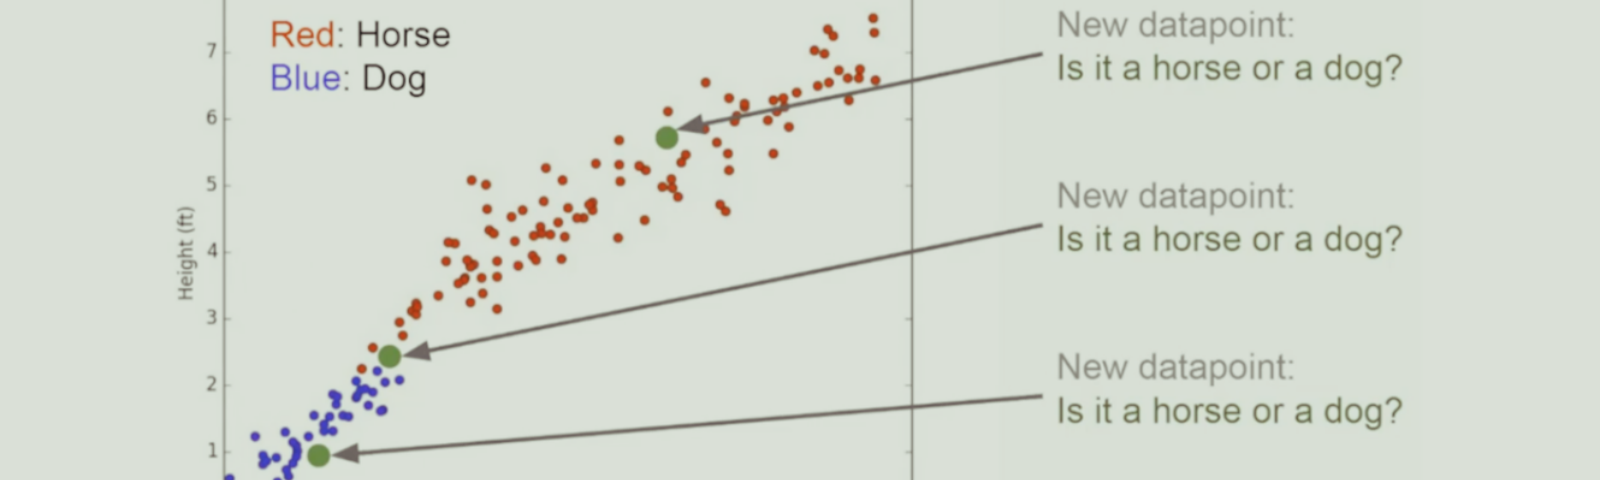 Red: Horse
Blue: Dog
7
6
5
4
3
2
1
Height (ft)
New datapoint:
Is it a horse or a dog?
New datapoint:
Is it a horse or a dog?
New datapoint:
Is it a horse or a dog?